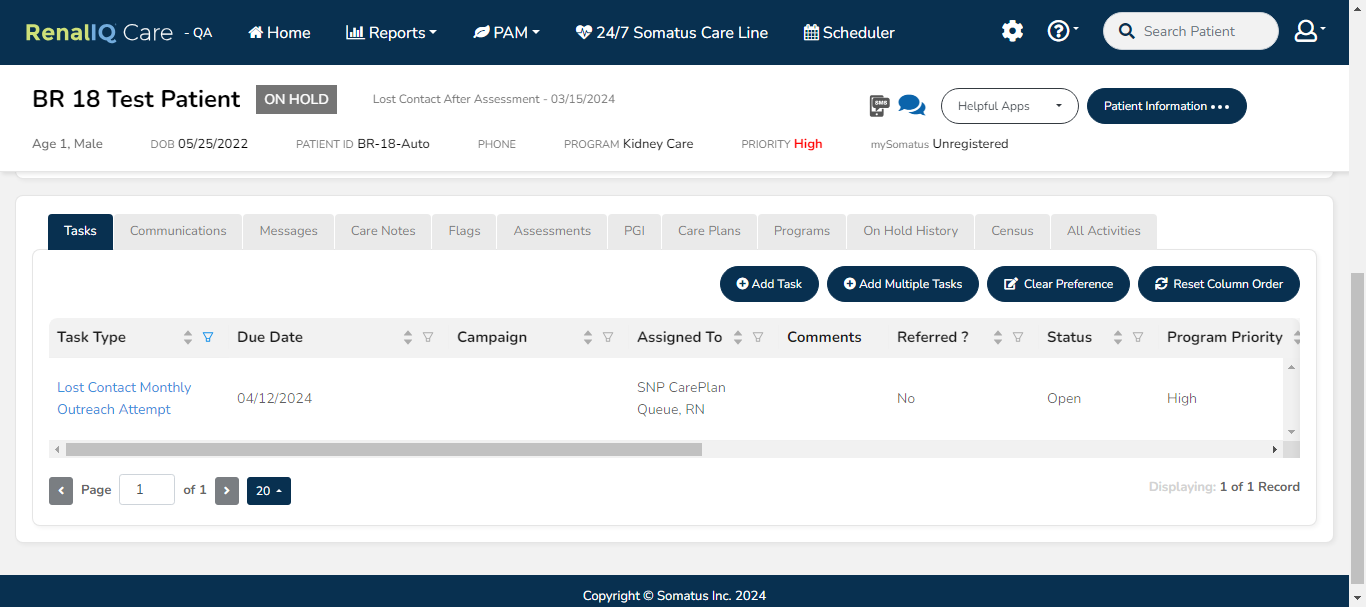 RenalIQ Care - QA Home Reports PAM 24/7 Somatus Care Line Scheduler Search Patient
BR 18 Test Patient ON HOLD Lost Contact After Assessment - 03/15/2024 SMS Helpful Apps Patient Information
Age 1, Male DOB 05/25/2022 PATIENT ID BR-18-Auto PHONE PROGRAM Kidney Care PRIORITY High mySomatus Unregistered
Tasks Communications Messages Care Notes Flags Assessments PGI Care Plans Programs On Hold History Census All Activities
Add Task Add Multiple Tasks Clear Preference Reset Column Order
Task Type Due Date Campaign Assigned To Comments Referred ? Status Program Priority
Lost Contact Monthly
Outreach Attempt
04/12/2024
SNP CarePlan
Queue, RN
No
Open
High
Page 1 of 1 20 Displaying: 1 of 1 Record
Copyright © Somatus Inc. 2024